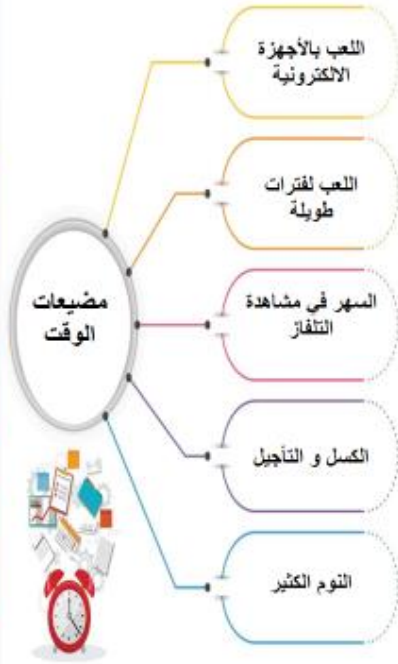 مضيعات
الوقت
اللعب بالأجهزة
الالكترونية
اللعب لفترات
طويلة
السهر في مشاهدة
التلفاز
الكسل و التأجيل
النوم الكثير